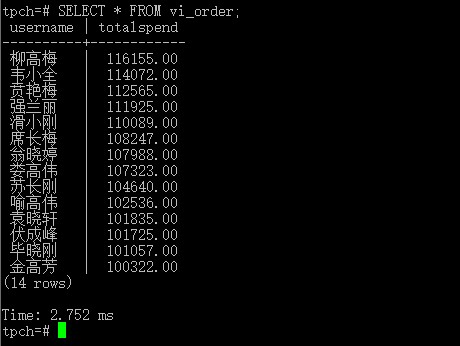 tpch=# SELECT * FROM vi_order;
 username | totalspend
----------+------------
 柳高梅   |  116155.00
 韦小全   |  114072.00
 贲艳梅   |  112565.00
 强兰丽   |  111925.00
 滑小刚   |  110089.00
 席长梅   |  108247.00
 翁晓婷   |  107988.00
 娄高伟   |  107323.00
 苏长刚   |  104640.00
 喻高伟   |  102536.00
 袁晓轩   |  101835.00
 伏成峰   |  101725.00
 毕晓刚   |  101057.00
 金高芳   |  100322.00
(14 rows)
Time: 2.752 ms
tpch=#